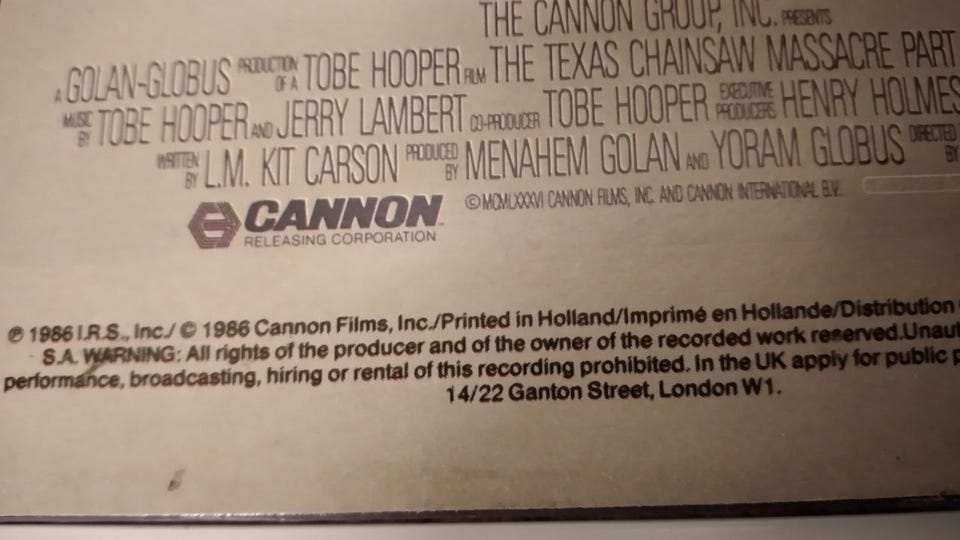 THE CANNON GROUP, INC. PRESENTS
A GOLAN-GLOBUS PRODUCTION OF A TOBE HOOPER FILM THE TEXAS CHAINSAW MASSACRE PART
MUSIC BY TOBE HOOPER AND JERRY LAMBERT CO-PRODUCER TOBE HOOPER EXECUTIVE PRODUCERS HENRY HOLMES
WRITTEN BY L.M. KIT CARSON PRODUCED BY MENAHEM GOLAN AND YORAM GLOBUS DIRECTED BY
CANNON
RELEASING CORPORATION
© MCMLXXXVI CANNON FILMS, INC. AND CANNON INTERNATIONAL B.V.
℗ 1986 I.R.S., Inc./ © 1986 Cannon Films, Inc./Printed in Holland/Imprimé en Hollande/Distribution
S.A. WARNING: All rights of the producer and of the owner of the recorded work reserved.Unaut
performance, broadcasting, hiring or rental of this recording prohibited. In the UK apply for public p
14/22 Ganton Street, London W1.